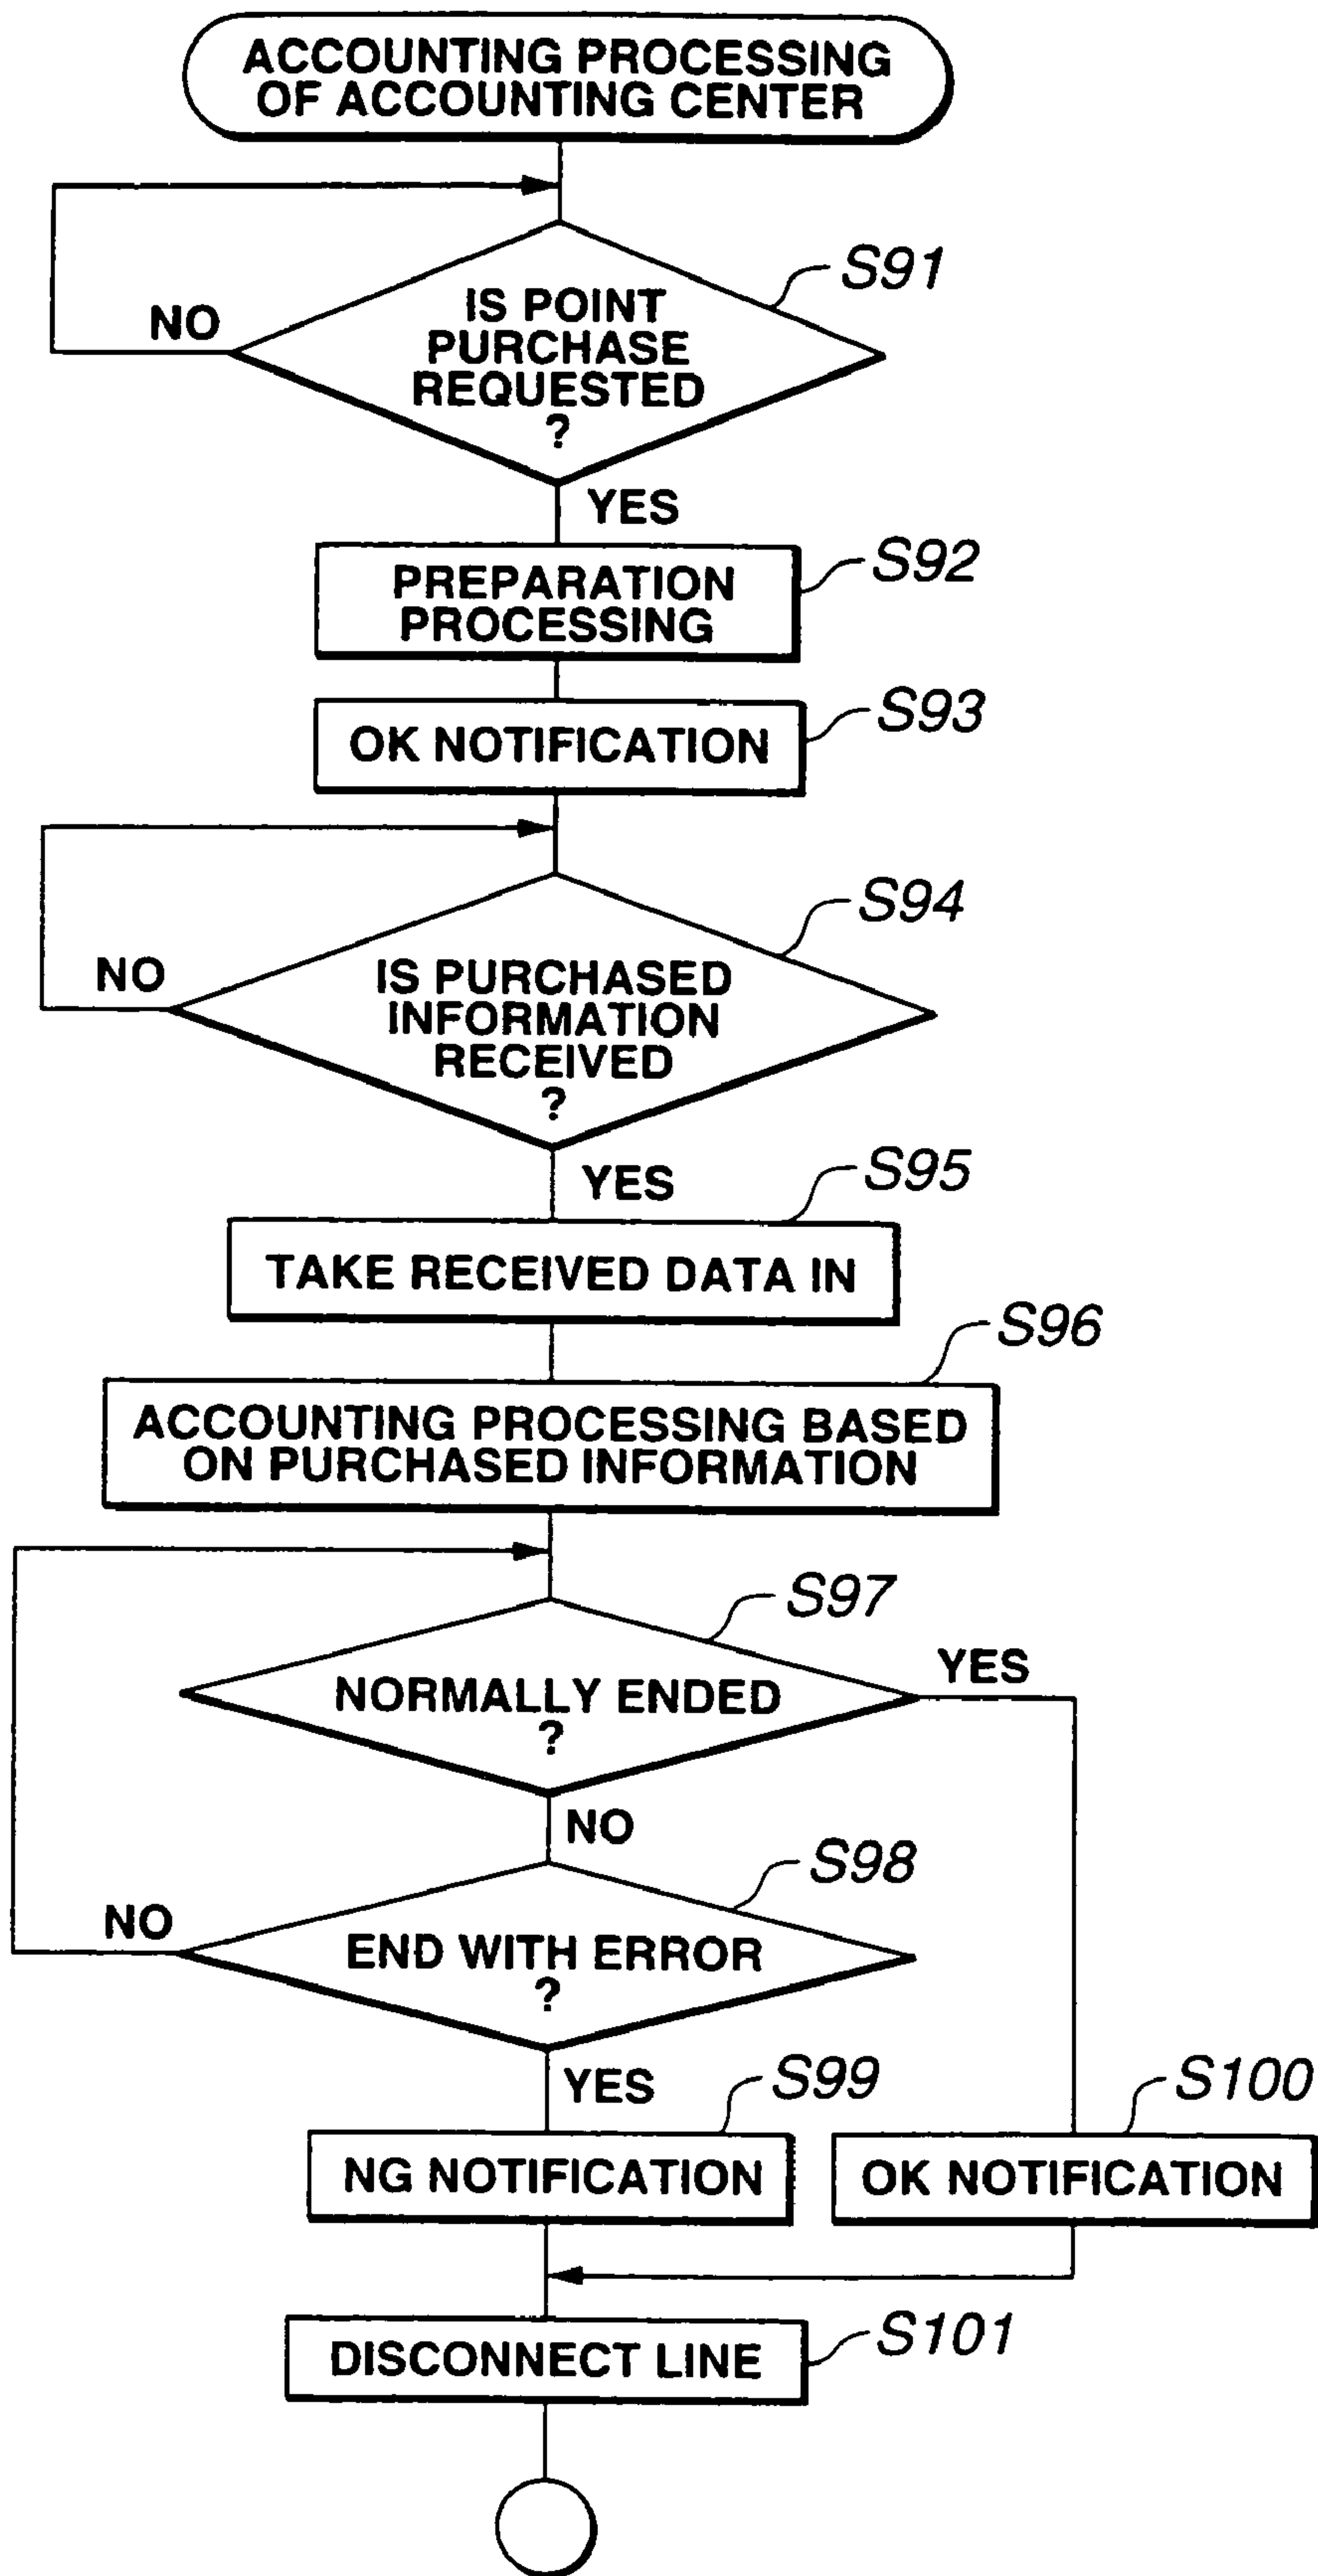 ACCOUNTING PROCESSING
OF ACCOUNTING CENTER
S91
NO
IS POINT
PURCHASE
REQUESTED
?
YES
S92
PREPARATION
PROCESSING
S93
OK NOTIFICATION
S94
NO
IS PURCHASED
INFORMATION
RECEIVED
?
YES
S95
TAKE RECEIVED DATA IN
S96
ACCOUNTING PROCESSING BASED
ON PURCHASED INFORMATION
S97
YES
NORMALLY ENDED
?
NO
S98
NO
END WITH ERROR
?
YES
S99
S100
NG NOTIFICATION
OK NOTIFICATION
S101
DISCONNECT LINE